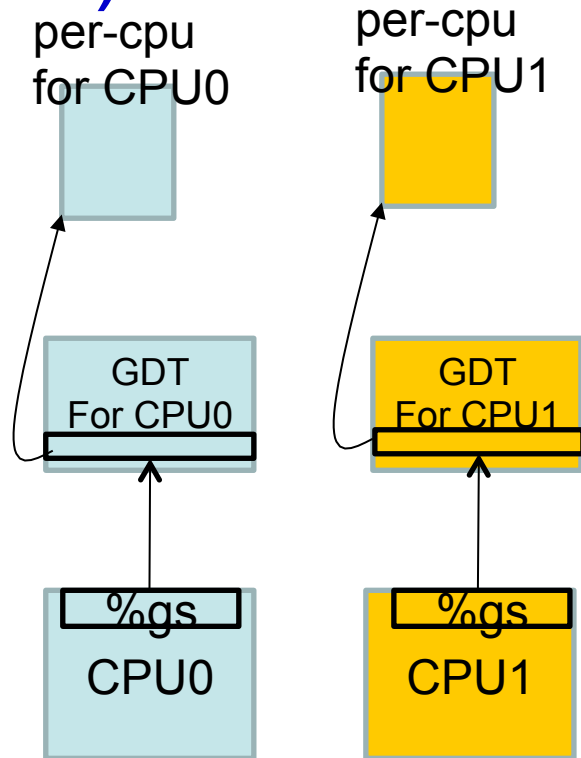 per-cpu
for CPU0
per-cpu
for CPU1
GDT
For CPU0
GDT
For CPU1
%gs
CPU0
%gs
CPU1